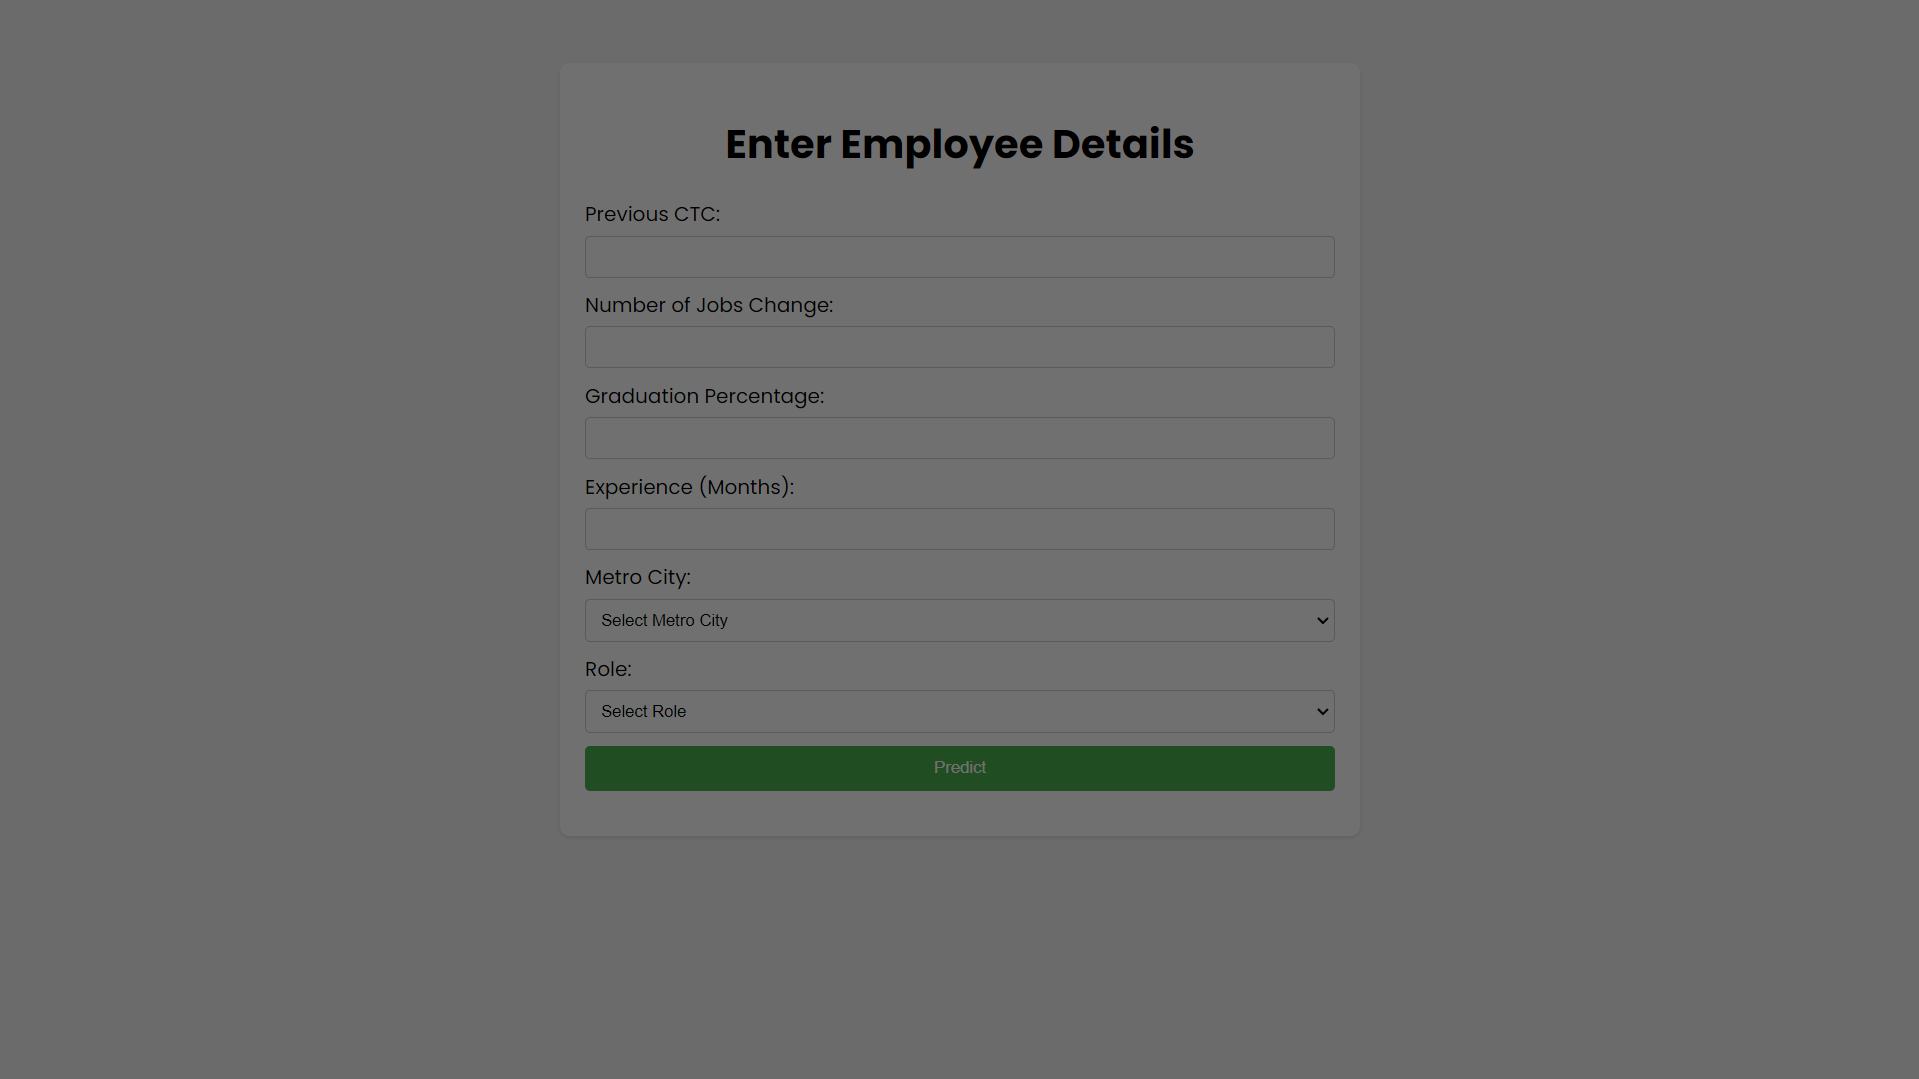 Enter Employee Details
Previous CTC:
Number of Jobs Change:
Graduation Percentage:
Experience (Months):
Metro City:
Select Metro City
Role:
Select Role
Predict